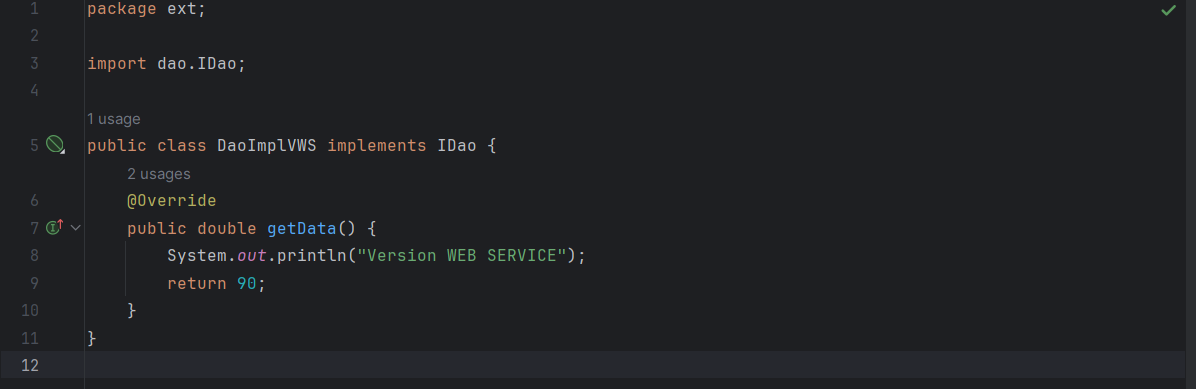 1 package ext;
2
3 import dao.IDao;
4
1 usage
5 public class DaoImplVWS implements IDao {
2 usages
6 @Override
7 public double getData() {
8 System.out.println("Version WEB SERVICE");
9 return 90;
10 }
11 }
12